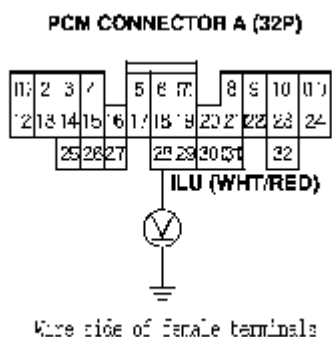 PCM CONNECTOR A (32P)
1 2 3 4 5 6 7 8 9 10 11
12 13 14 15 16 17 18 19 20 21 22 23 24
25 26 27 28 29 30 31 32
ILU (WHT/RED)
V
Wire side of female terminals